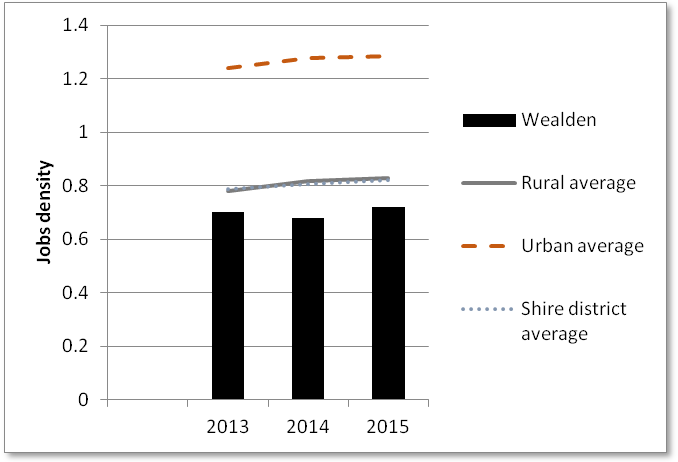 1.4
1.2
1
0.8
0.6
0.4
0.2
0
Jobs density
2013 2014 2015
Wealden
Rural average
Urban average
Shire district
average